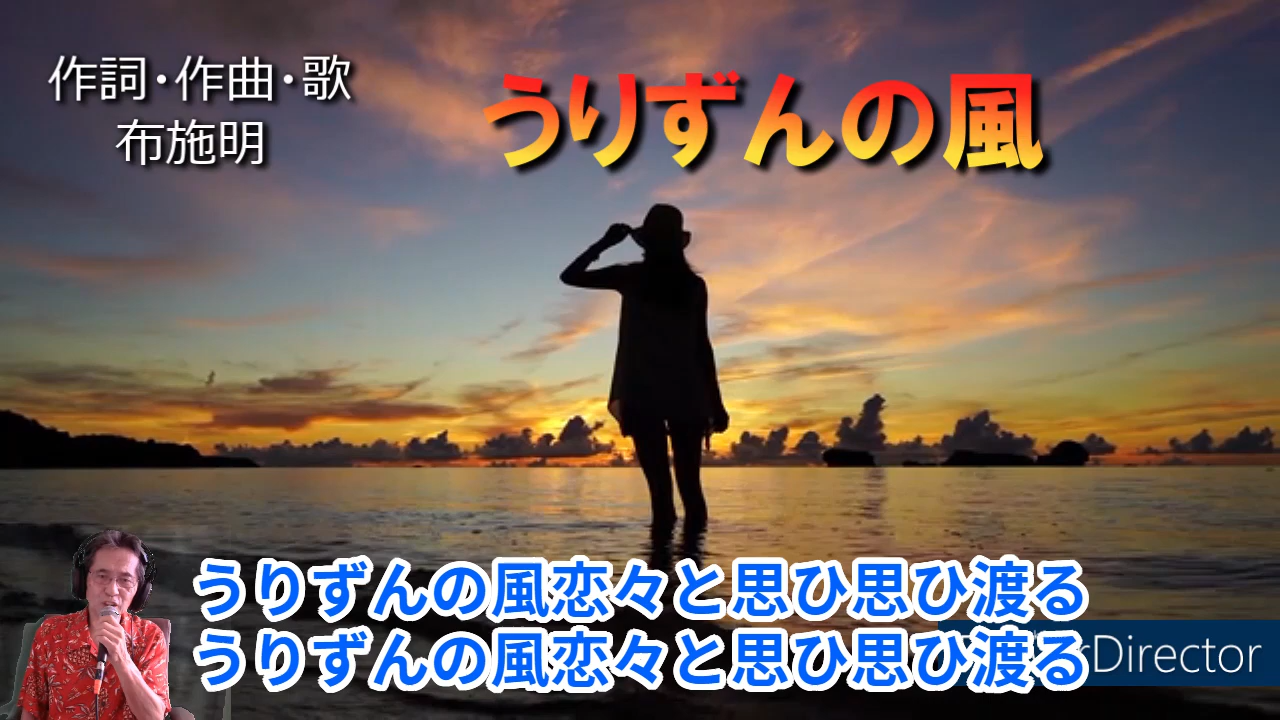 作詞・作曲・歌
布施明
うりずんの風
うりずんの風恋々と思ひ思ひ渡る
うりずんの風恋々と思ひ思ひ渡る
rDirector